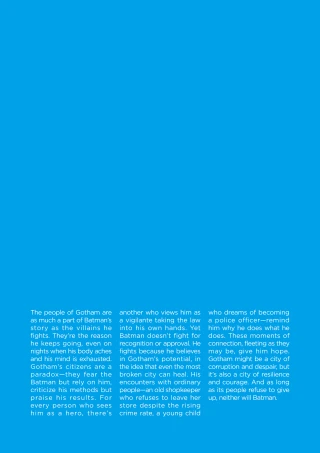 The people of Gotham are
as much a part of Batman's
story as the villains he
fights. They're the reason
he keeps going, even on
nights when his body aches
and his mind is exhausted.
Gotham's citizens are a
paradox—they fear the
Batman but rely on him,
criticize his methods but
praise his results. For
every person who sees
him as a hero, there's
another who views him as
a vigilante taking the law
into his own hands. Yet
Batman doesn't fight for
recognition or approval. He
fights because he believes
in Gotham's potential, in
the idea that even the most
broken city can heal. His
encounters with ordinary
people—an old shopkeeper
who refuses to leave her
store despite the rising
crime rate, a young child
who dreams of becoming
a police officer—remind
him why he does what he
does. These moments of
connection, fleeting as they
may be, give him hope.
Gotham might be a city of
corruption and despair, but
it's also a city of resilience
and courage. And as long
as its people refuse to give
up, neither will Batman.